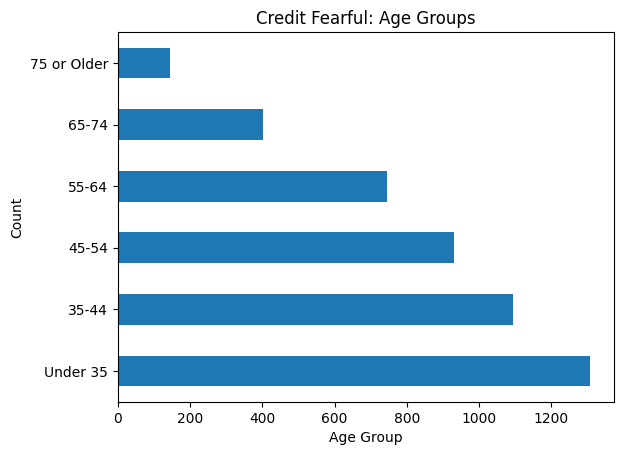 Credit Fearful: Age Groups
Count
75 or Older
65-74
55-64
45-54
35-44
Under 35
0 200 400 600 800 1000 1200
Age Group